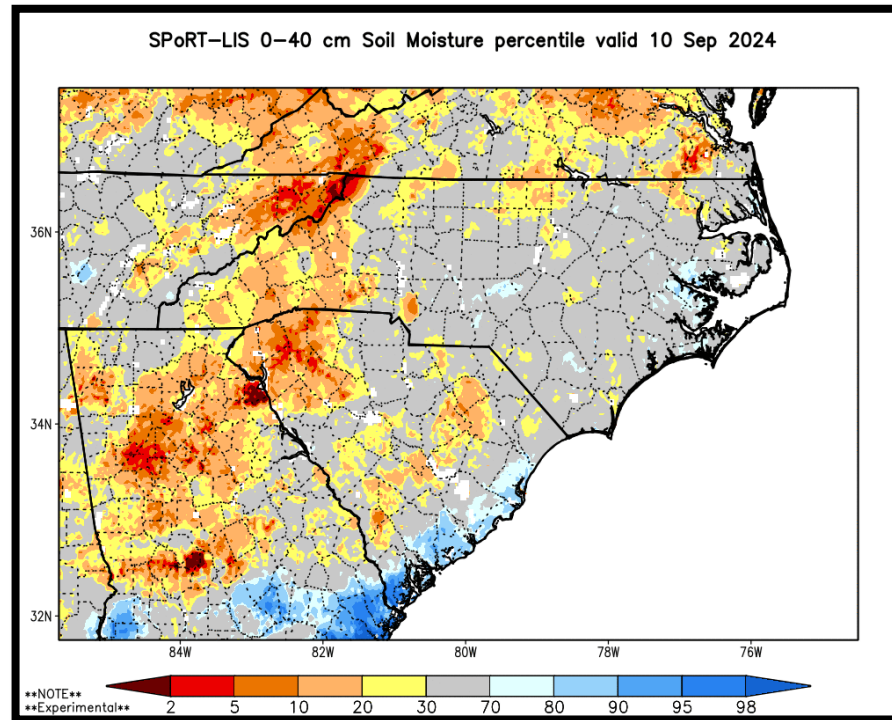 SPoRT-LIS 0-40 cm Soil Moisture percentile valid 10 Sep 2024
36N
34N
32N
84W 82W 80W 78W 76W
**NOTE**
**Experimental**
2 5 10 20 30 70 80 90 95 98